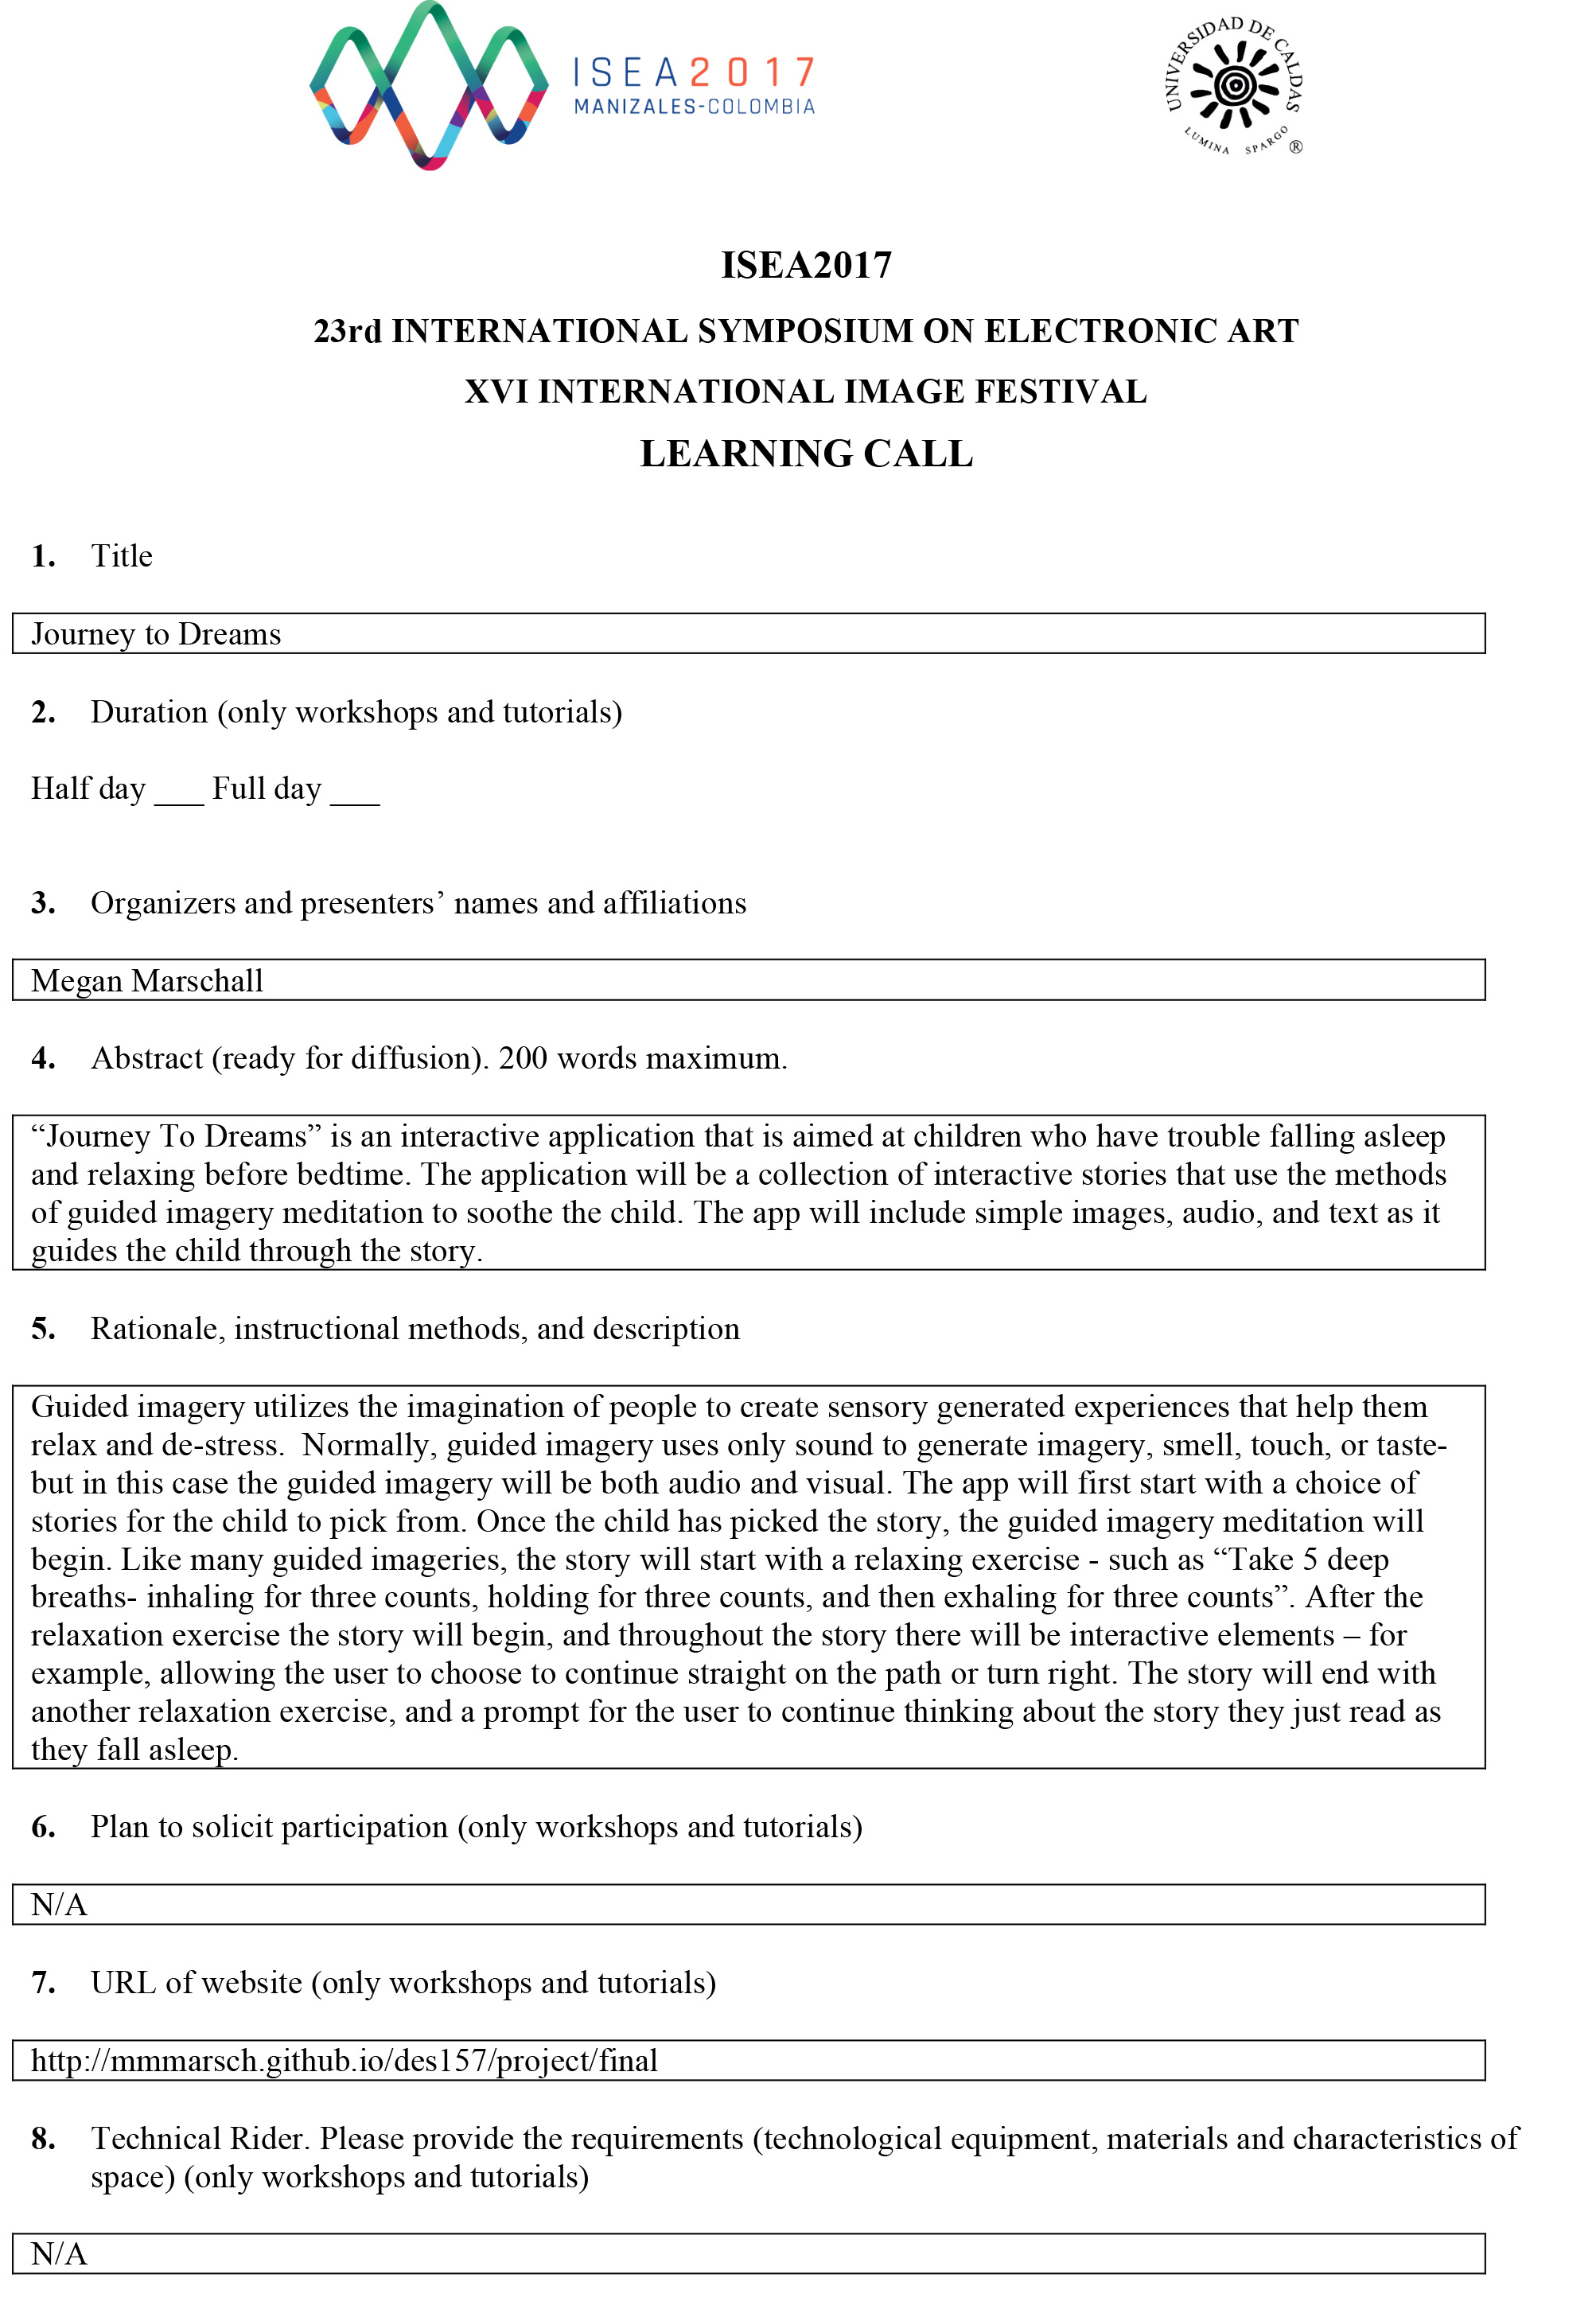 ISEA2017
MANIZALES-COLOMBIA
UNIVERSIDAD DE CALDAS
LUMINA SPARGO ®
ISEA2017
23rd INTERNATIONAL SYMPOSIUM ON ELECTRONIC ART
XVI INTERNATIONAL IMAGE FESTIVAL
LEARNING CALL
1. Title
Journey to Dreams
2. Duration (only workshops and tutorials)
Half day ___ Full day ___
3. Organizers and presenters’ names and affiliations
Megan Marschall
4. Abstract (ready for diffusion). 200 words maximum.
“Journey To Dreams” is an interactive application that is aimed at children who have trouble falling asleep
and relaxing before bedtime. The application will be a collection of interactive stories that use the methods
of guided imagery meditation to soothe the child. The app will include simple images, audio, and text as it
guides the child through the story.
5. Rationale, instructional methods, and description
Guided imagery utilizes the imagination of people to create sensory generated experiences that help them
relax and de-stress.  Normally, guided imagery uses only sound to generate imagery, smell, touch, or taste-
but in this case the guided imagery will be both audio and visual. The app will first start with a choice of
stories for the child to pick from. Once the child has picked the story, the guided imagery meditation will
begin. Like many guided imageries, the story will start with a relaxing exercise - such as “Take 5 deep
breaths- inhaling for three counts, holding for three counts, and then exhaling for three counts”. After the
relaxation exercise the story will begin, and throughout the story there will be interactive elements – for
example, allowing the user to choose to continue straight on the path or turn right. The story will end with
another relaxation exercise, and a prompt for the user to continue thinking about the story they just read as
they fall asleep.
6. Plan to solicit participation (only workshops and tutorials)
N/A
7. URL of website (only workshops and tutorials)
http://mmmarsch.github.io/des157/project/final
8. Technical Rider. Please provide the requirements (technological equipment, materials and characteristics of
space) (only workshops and tutorials)
N/A